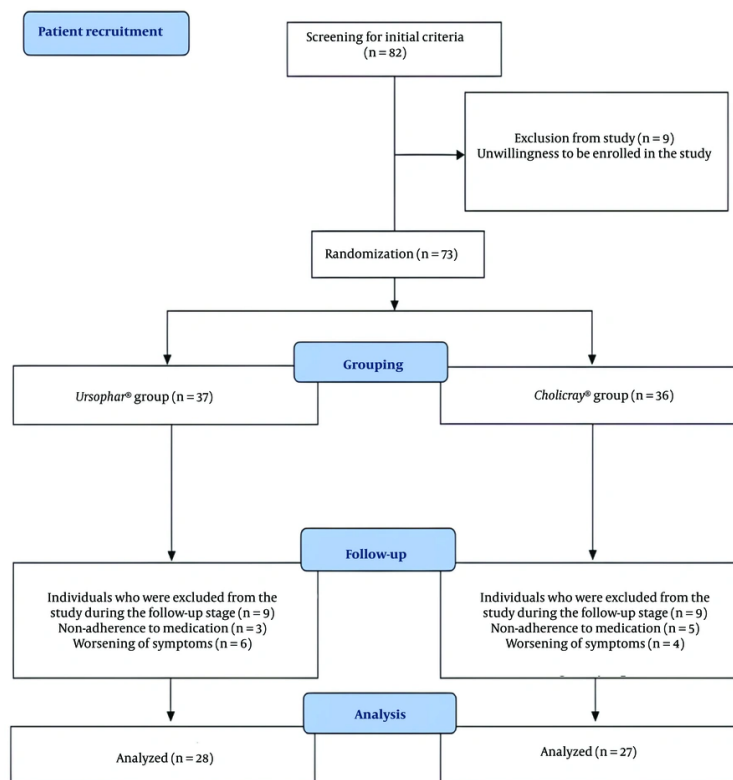 Patient recruitment
Screening for initial criteria
(n = 82)
Exclusion from study (n = 9)
Unwillingness to be enrolled in the study
Randomization (n = 73)
Grouping
Ursophar® group (n = 37)
Cholicray® group (n = 36)
Follow-up
Individuals who were excluded from the
study during the follow-up stage (n = 9)
Non-adherence to medication (n = 3)
Worsening of symptoms (n = 6)
Individuals who were excluded from the
study during the follow-up stage (n = 9)
Non-adherence to medication (n = 5)
Worsening of symptoms (n = 4)
Analysis
Analyzed (n = 28)
Analyzed (n = 27)